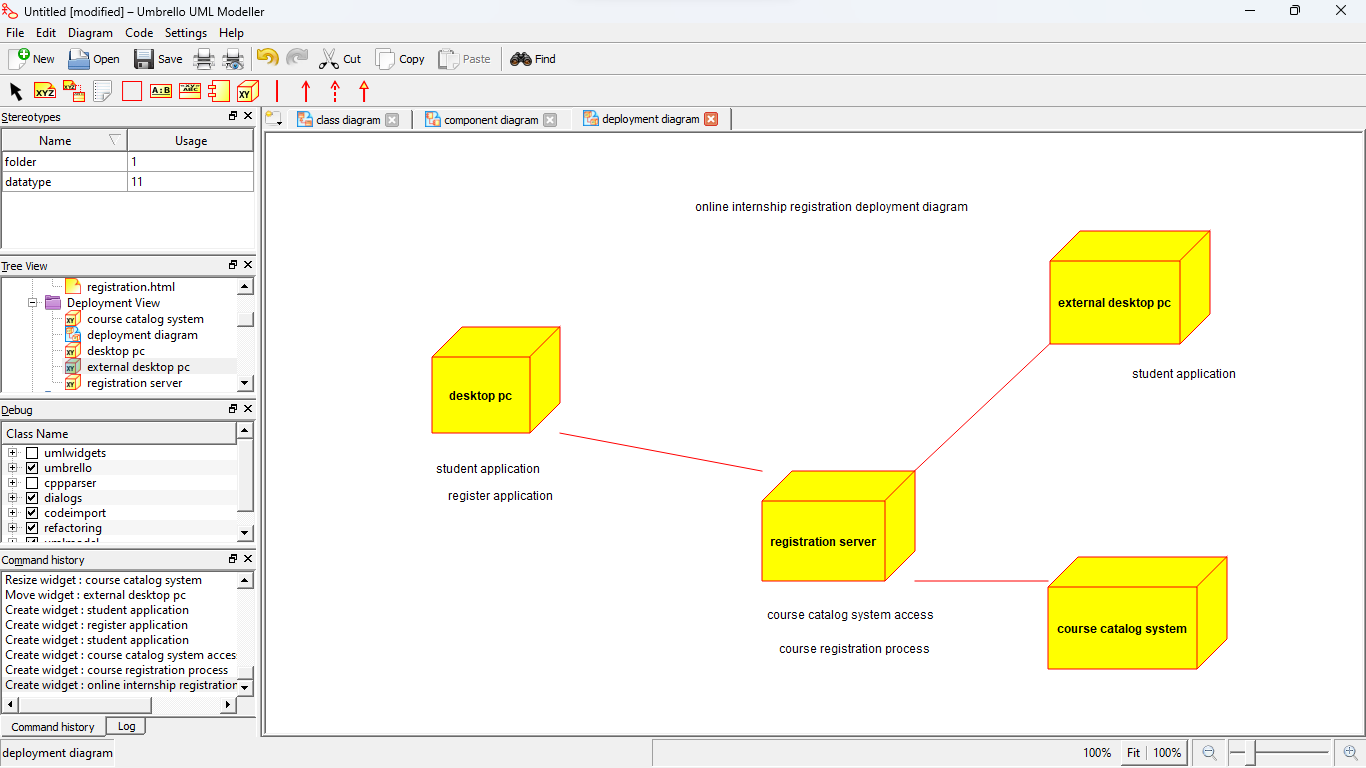 Untitled [modified] – Umbrello UML Modeller
File Edit Diagram Code Settings Help
New Open Save Cut Copy Paste Find
XYZ XYZ A:B ABC XY
Stereotypes
class diagram component diagram deployment diagram
Name Usage
folder 1
datatype 11
Tree View
registration.html
Deployment View
course catalog system
deployment diagram
desktop pc
external desktop pc
registration server
Debug
Class Name
umlwidgets
umbrello
cppparser
dialogs
codeimport
refactoring
umlmodel
Command history
Resize widget : course catalog system
Move widget : external desktop pc
Create widget : student application
Create widget : register application
Create widget : student application
Create widget : course catalog system acces
Create widget : course registration process
Create widget : online internship registration
Command history Log
online internship registration deployment diagram
external desktop pc
student application
desktop pc
student application
register application
registration server
course catalog system access
course registration process
course catalog system
deployment diagram
100% Fit 100%